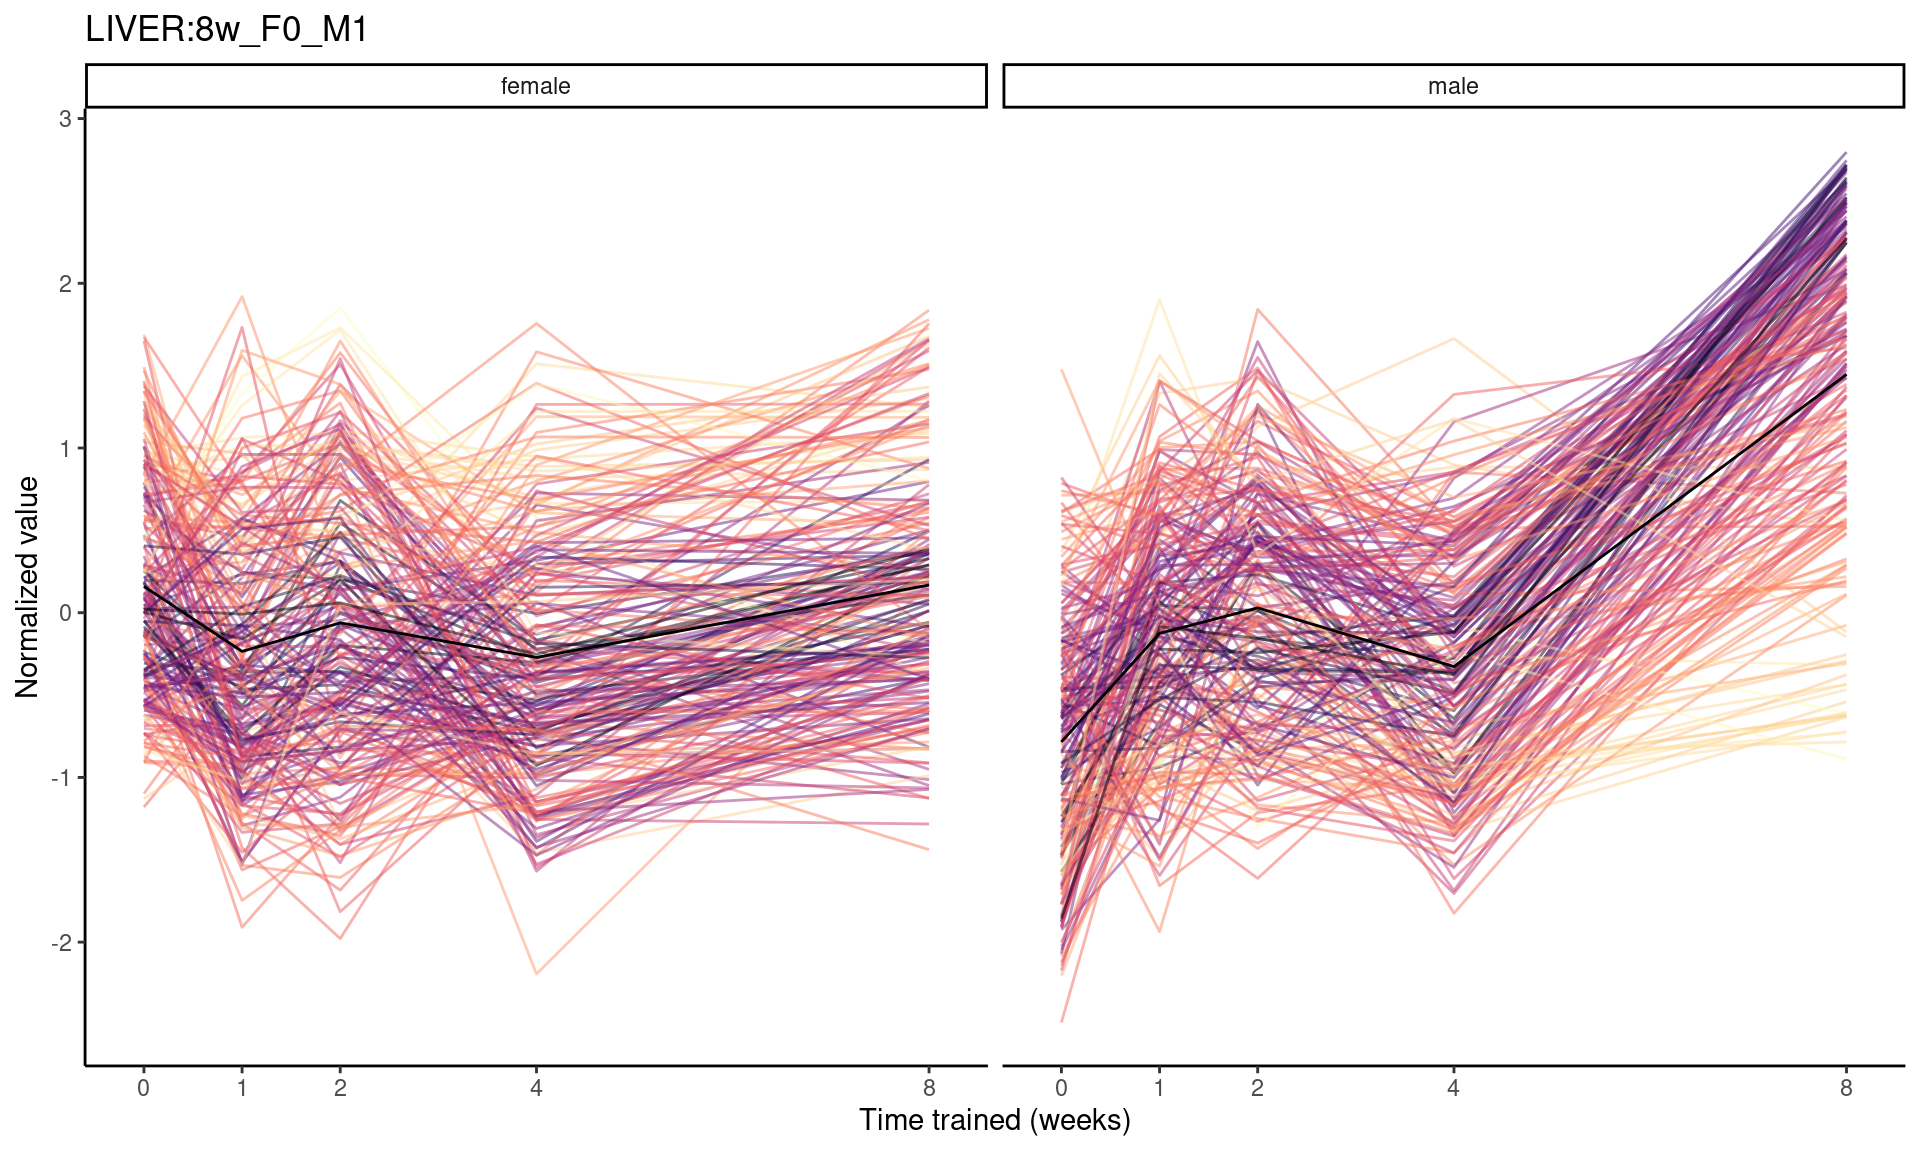 LIVER:8w_F0_M1
female
male
Normalized value
3
2
1
0
-1
-2
0 1 2 4 8
0 1 2 4 8
Time trained (weeks)